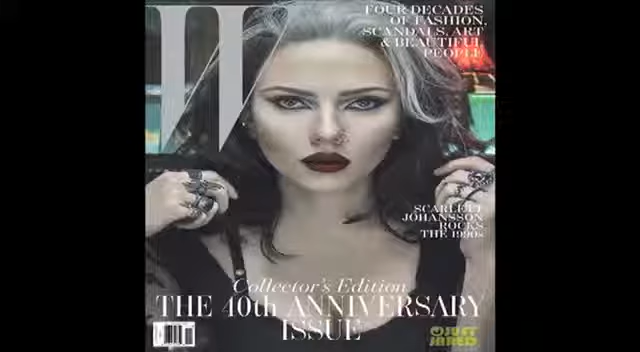 W
FOUR DECADES
OF FASHION,
SCANDALS, ART
& BEAUTIFUL
PEOPLE
SCARLETT
JOHANSSON
ROCKS
THE 1990s
Collector's Edition
THE 40th ANNIVERSARY
ISSUE
JUST
JARED